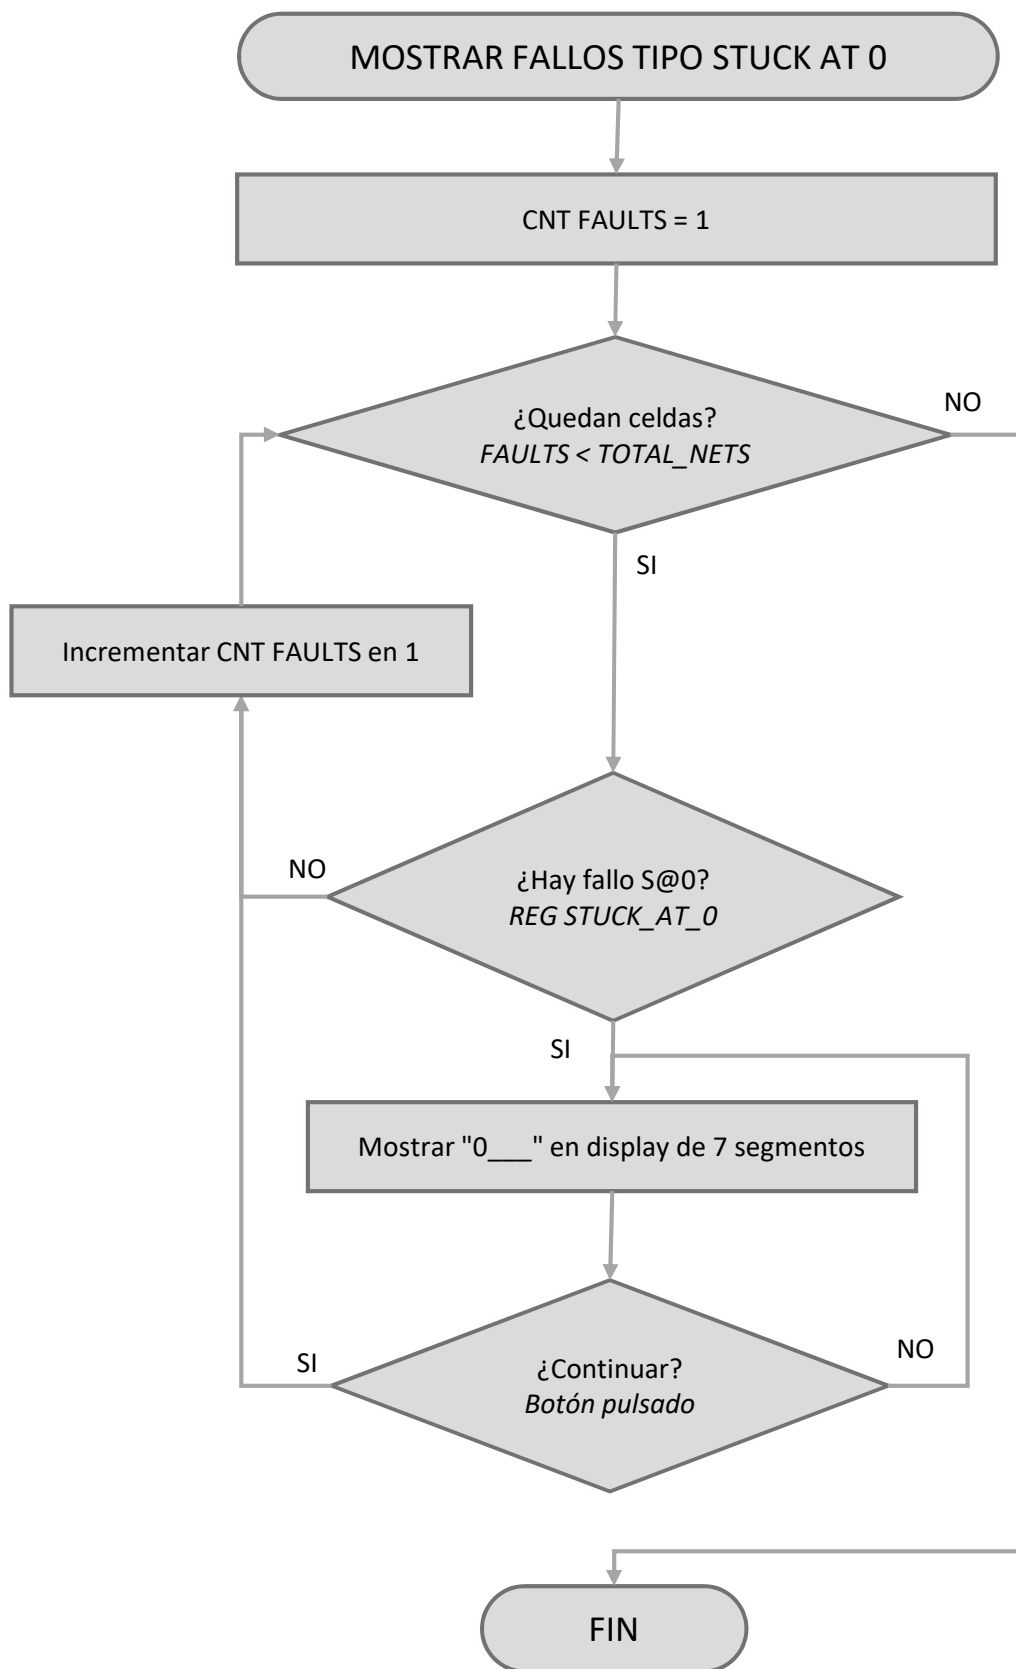 MOSTRAR FALLOS TIPO STUCK AT 0
CNT FAULTS = 1
¿Quedan celdas?
FAULTS < TOTAL_NETS
NO
SI
Incrementar CNT FAULTS en 1
¿Hay fallo S@0?
REG STUCK_AT_0
NO
SI
Mostrar "0___" en display de 7 segmentos
¿Continuar?
Botón pulsado
SI
NO
FIN